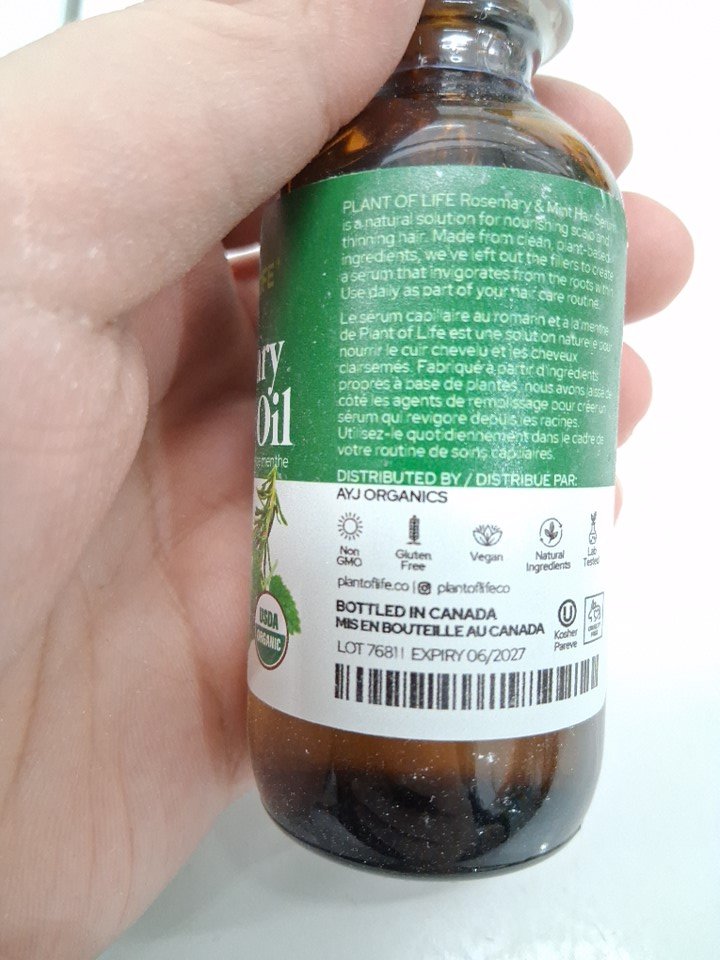 PLANT OF LIFE Rosemary & Mint Hair Serum
is a natural solution for nourishing scalp and
thinning hair. Made from clean, plant-based
ingredients, we've left out the fillers to create
a serum that invigorates from the roots within.
Use daily as part of your hair care routine.
Le sérum capillaire au romarin et à la menthe
de Plant of Life est une solution naturelle pour
nourrir le cuir chevelu et les cheveux
clairsemés. Fabriqué à partir d'ingrédients
propres à base de plantes, nous avons laissé de
côté les agents de remplissage pour créer un
sérum qui revigore depuis les racines.
Utilisez-le quotidiennement dans le cadre de
votre routine de soins capillaires.
DISTRIBUTED BY / DISTRIBUÉ PAR:
AYJ ORGANICS
Non
GMO
Gluten
Free
Vegan
Natural
Ingredients
Lab
Tested
plantoflife.co | plantoflifeco
BOTTLED IN CANADA
MIS EN BOUTEILLE AU CANADA
U
Kosher
Pareve
LOT 76811 EXPIRY 06/2027
ary
Oil
menthe
USDA
ORGANIC